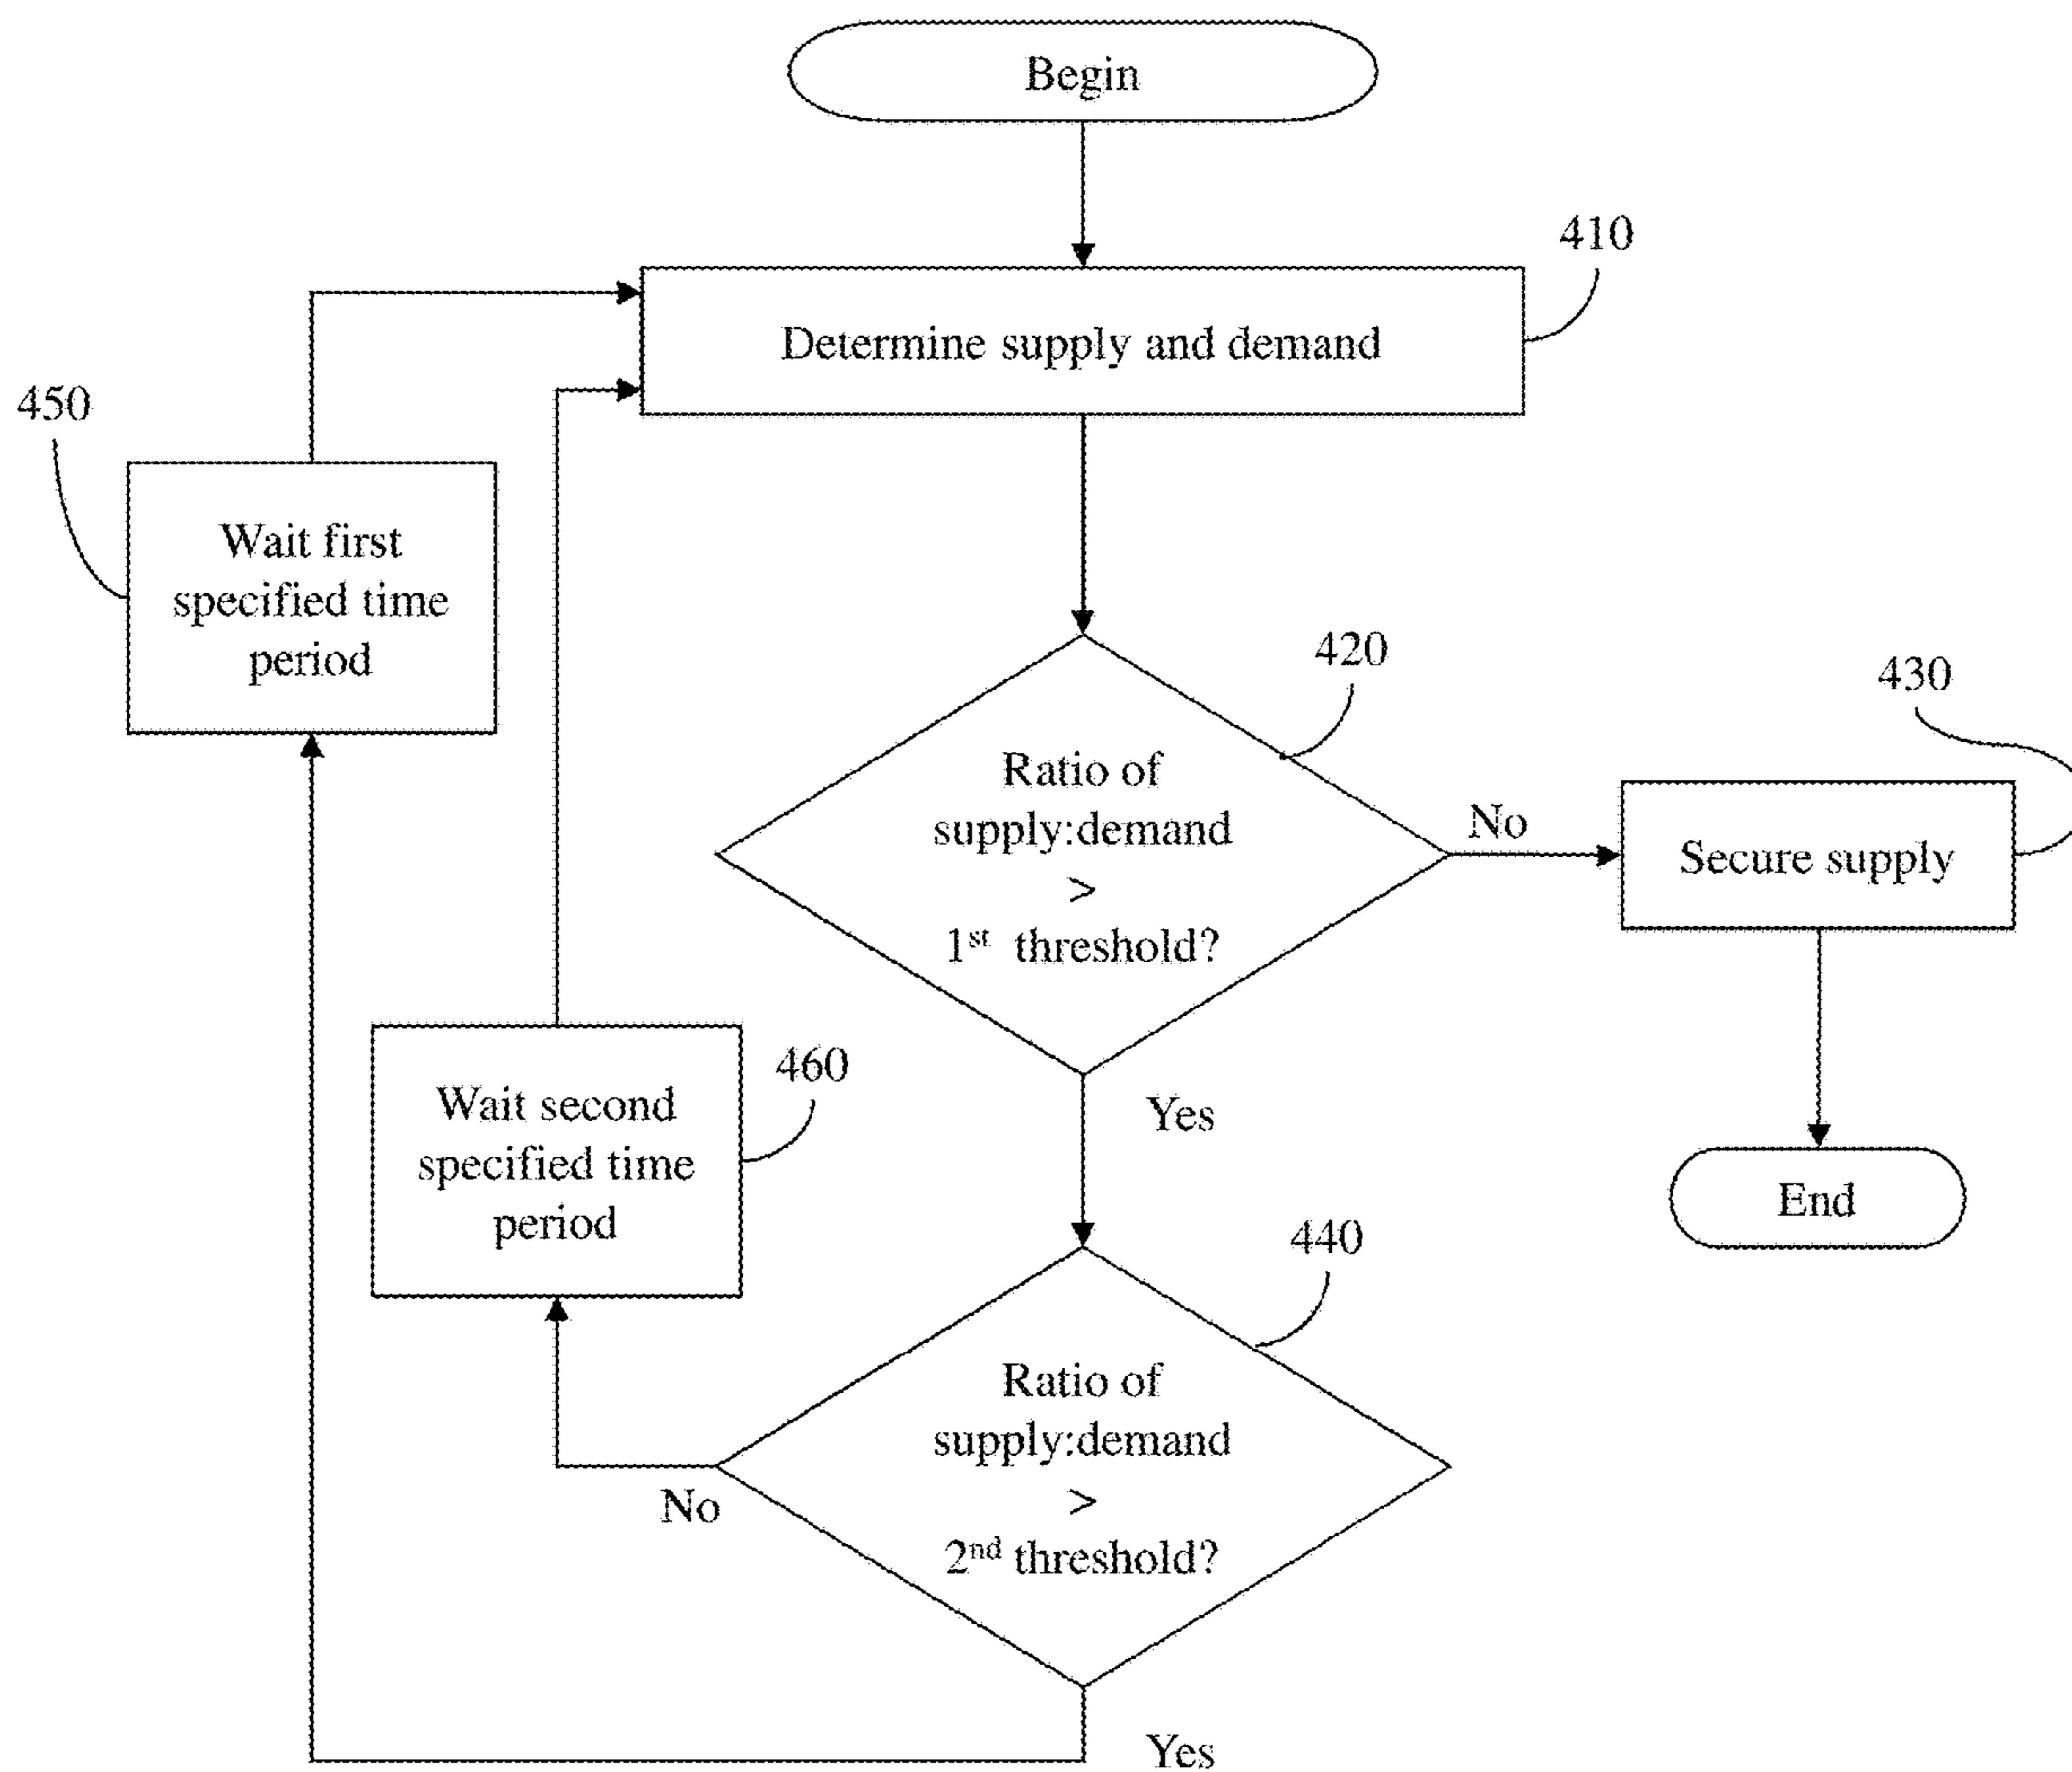 Begin
410
Determine supply and demand
450
Wait first
specified time
period
420
Ratio of
supply:demand
>
1st threshold?
No
430
Secure supply
Yes
460
Wait second
specified time
period
End
440
Ratio of
supply:demand
>
2nd threshold?
No
Yes